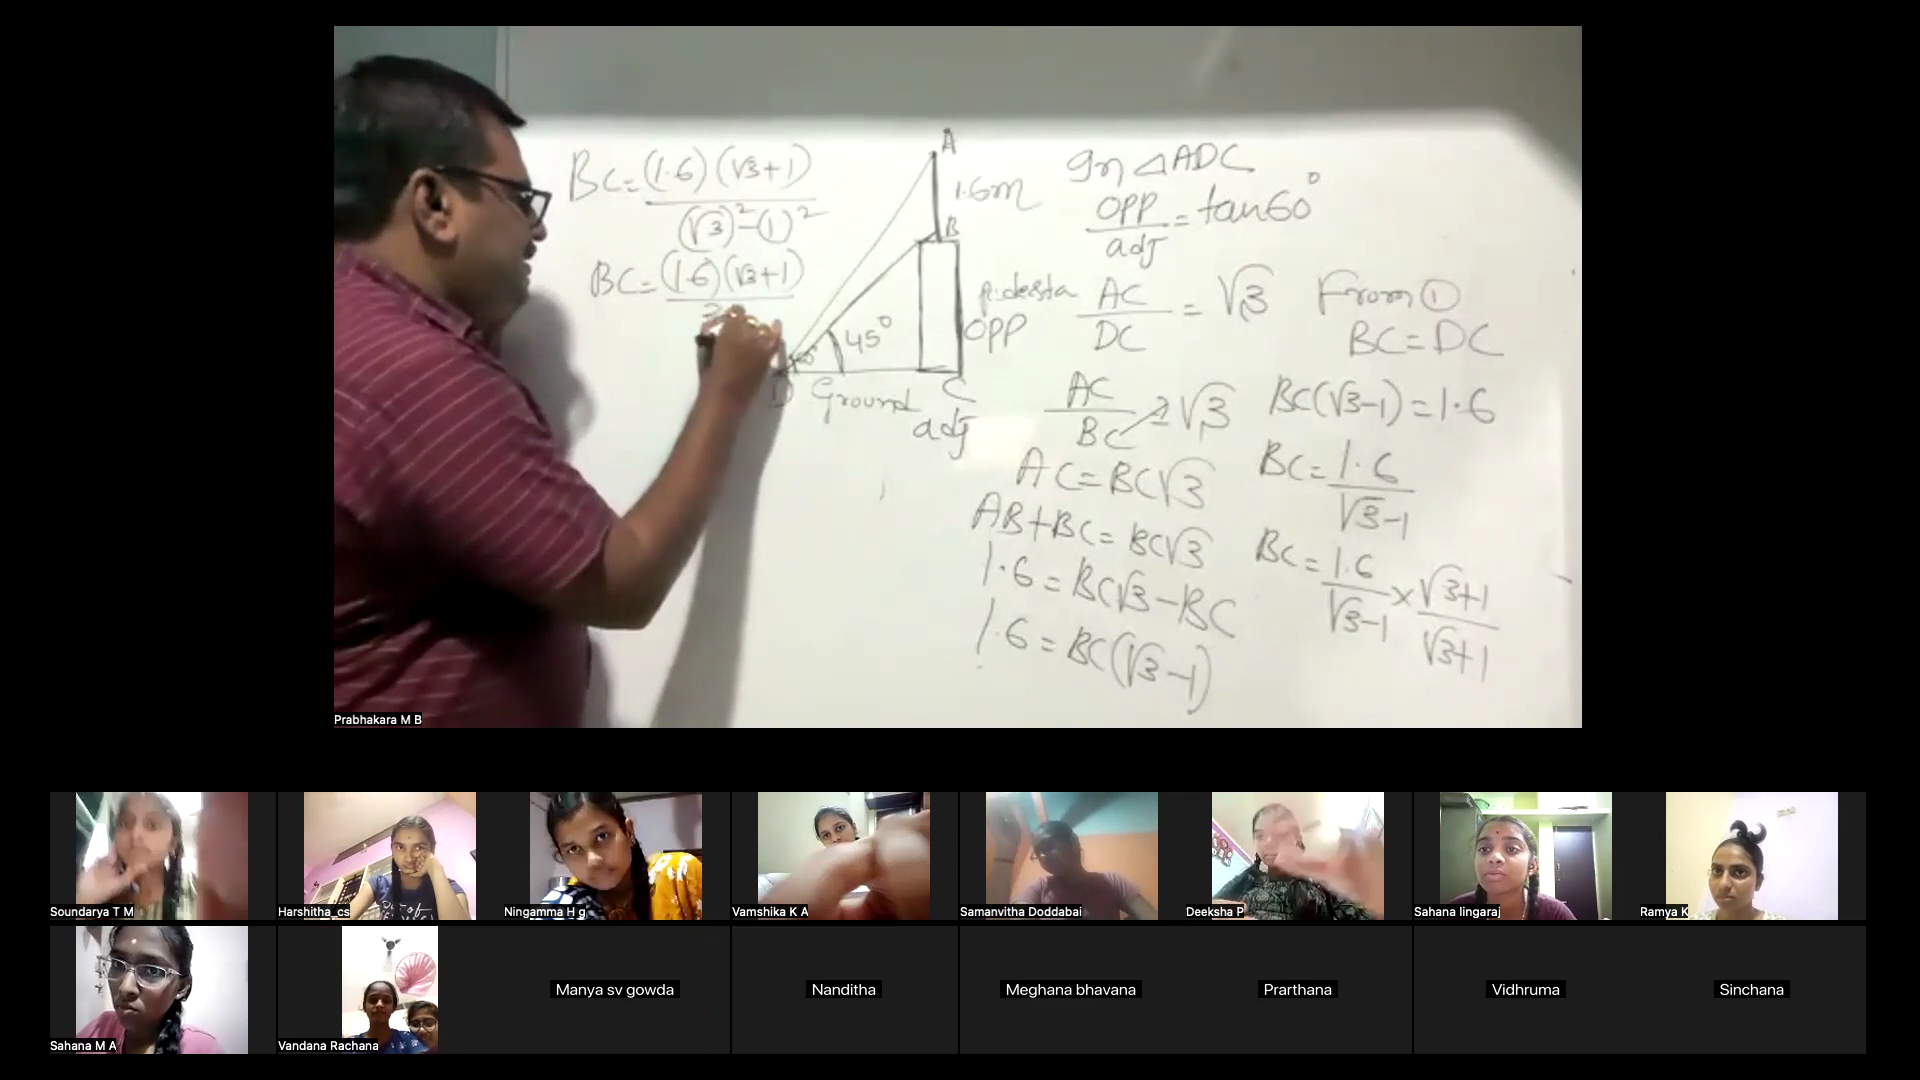 BC=(1.6)(√3+1)
(√3)²-(1)²
BC=(1.6)(√3+1)
A
1.6m
B
45°
60°
OPP
D
Ground
C
adj
In △ADC
OPP
adj
= tan60°
AC
DC
= √3
From ①
BC=DC
AC
BC
= √3
AC=BC√3
AB+BC= BC√3
1.6 = BC√3-BC
1.6 = BC(√3-1)
BC(√3-1)=1.6
BC= 1.6
√3-1
BC= 1.6 × √3+1
√3-1 √3+1
Prabhakara M B
Soundarya T M
Harshitha_cs
Ningamma H g
Vamshika K A
Samanvitha Doddabai
Deeksha P
Sahana lingaraj
Ramya K
Sahana M A
Vandana Rachana
Manya sv gowda
Nanditha
Meghana bhavana
Prarthana
Vidhruma
Sinchana